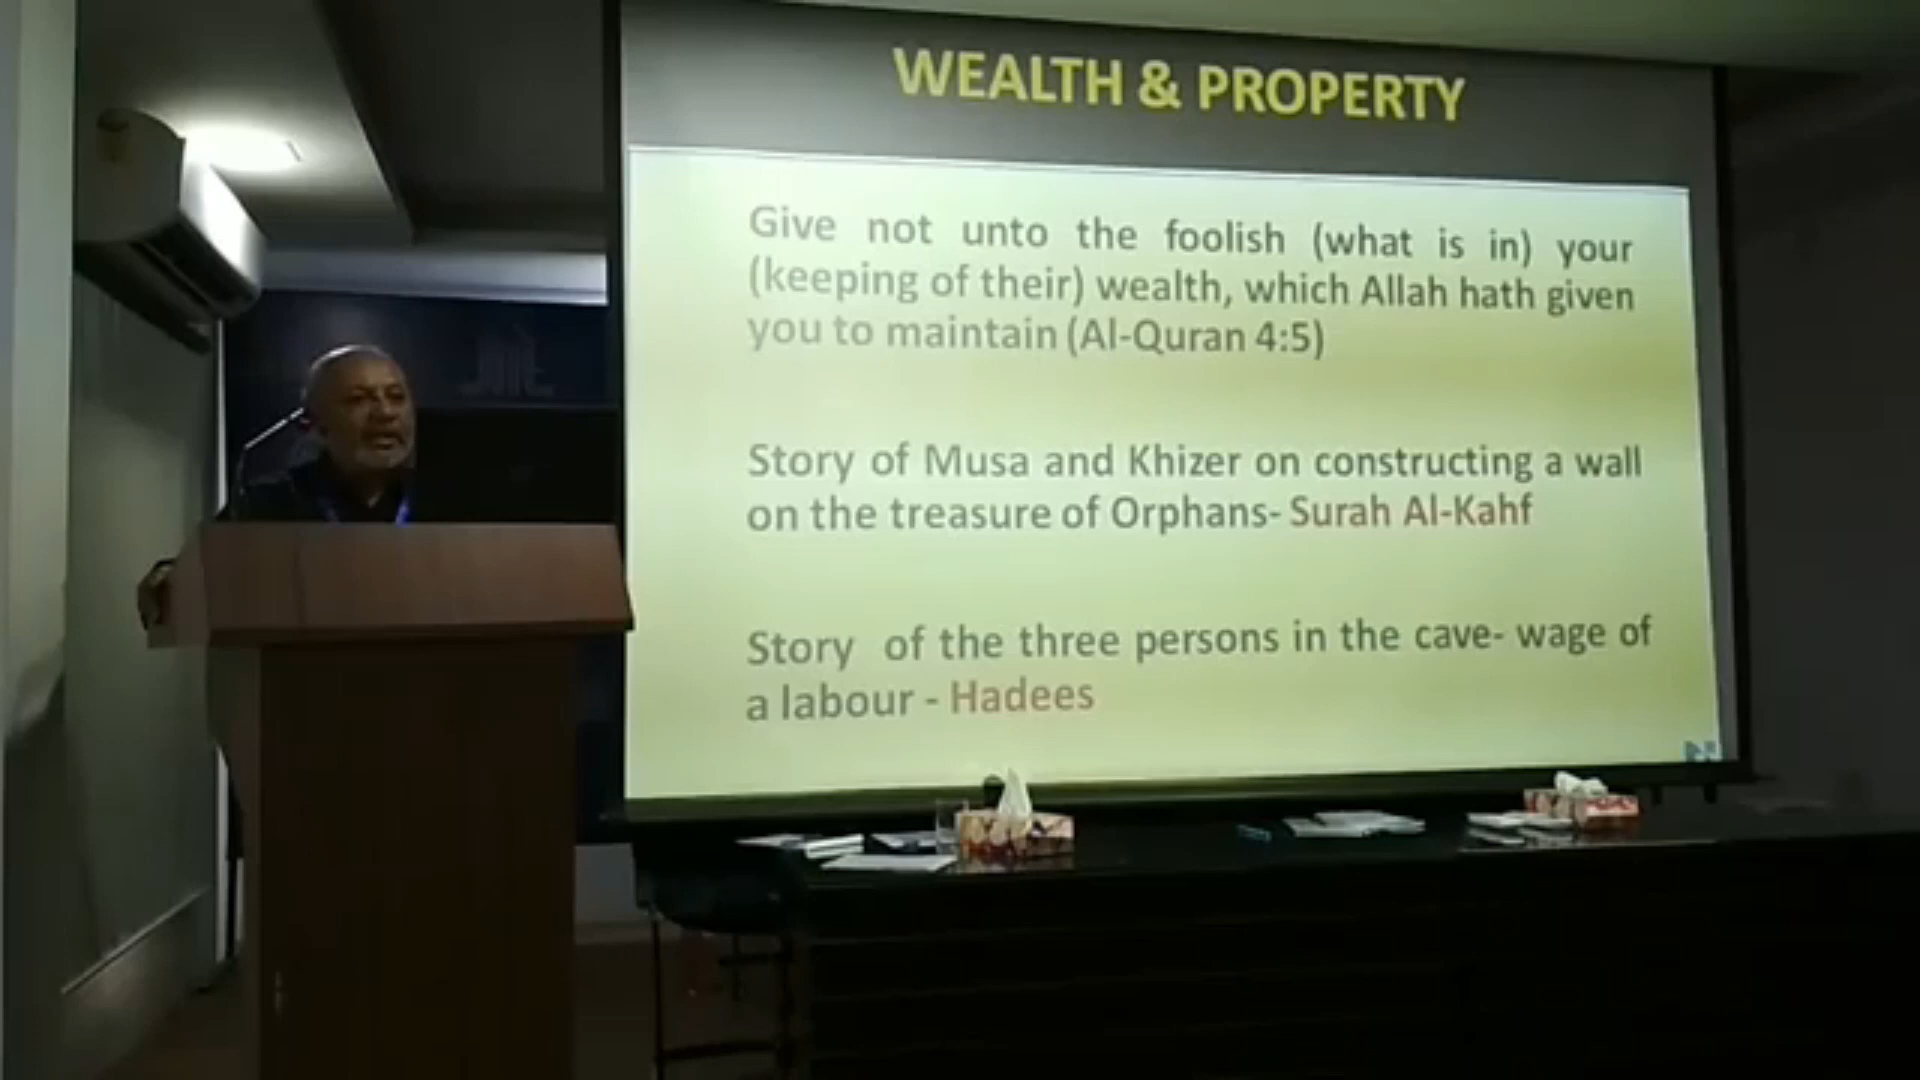 WEALTH & PROPERTY
Give not unto the foolish (what is in) your
(keeping of their) wealth, which Allah hath given
you to maintain (Al-Quran 4:5)
Story of Musa and Khizer on constructing a wall
on the treasure of Orphans- Surah Al-Kahf
Story of the three persons in the cave- wage of
a labour - Hadees